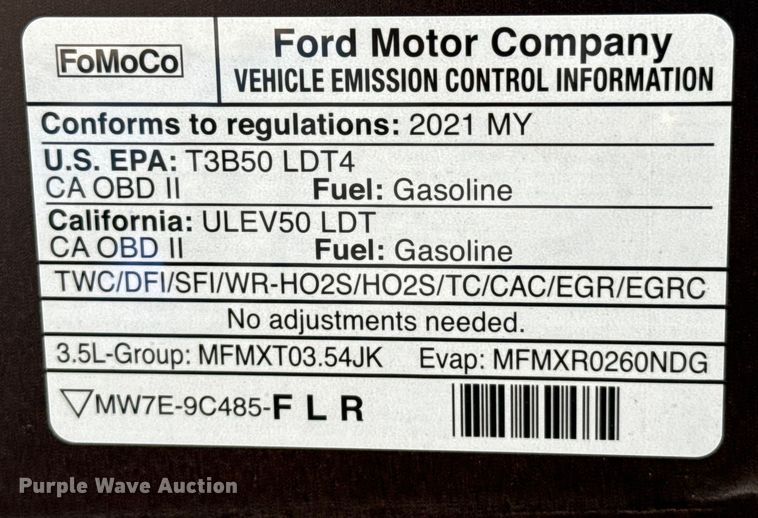 FoMoCo
Ford Motor Company
VEHICLE EMISSION CONTROL INFORMATION
Conforms to regulations: 2021 MY
U.S. EPA: T3B50 LDT4
CA OBD II Fuel: Gasoline
California: ULEV50 LDT
CA OBD II Fuel: Gasoline
TWC/DFI/SFI/WR-HO2S/HO2S/TC/CAC/EGR/EGRC
No adjustments needed.
3.5L-Group: MFMXT03.54JK Evap: MFMXR0260NDG
▽MW7E-9C485-F L R
Purple Wave Auction